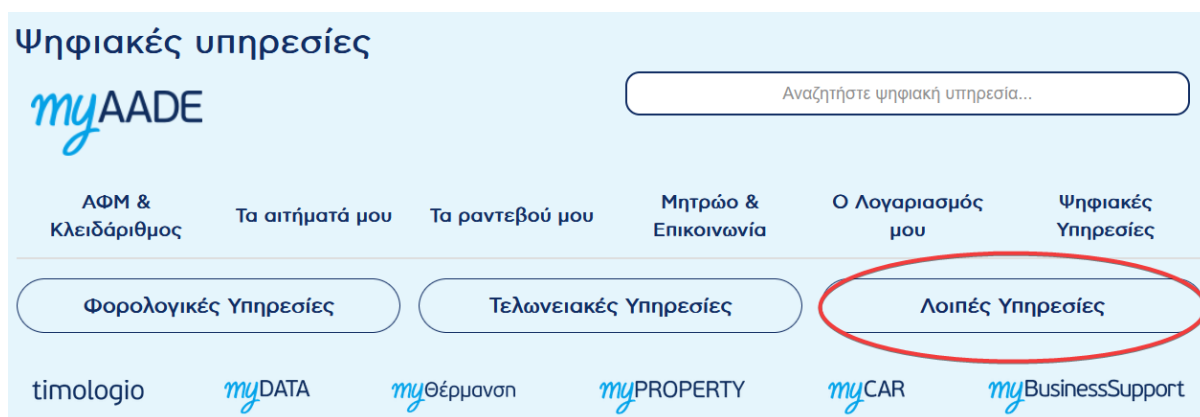 Ψηφιακές υπηρεσίες
myAADE
Αναζητήστε ψηφιακή υπηρεσία...
ΑΦΜ &
Κλειδάριθμος
Τα αιτήματά μου
Τα ραντεβού μου
Μητρώο &
Επικοινωνία
Ο Λογαριασμός
μου
Ψηφιακές
Υπηρεσίες
Φορολογικές Υπηρεσίες
Τελωνειακές Υπηρεσίες
Λοιπές Υπηρεσίες
timologio
myDATA
myΘέρμανση
myPROPERTY
myCAR
myBusinessSupport